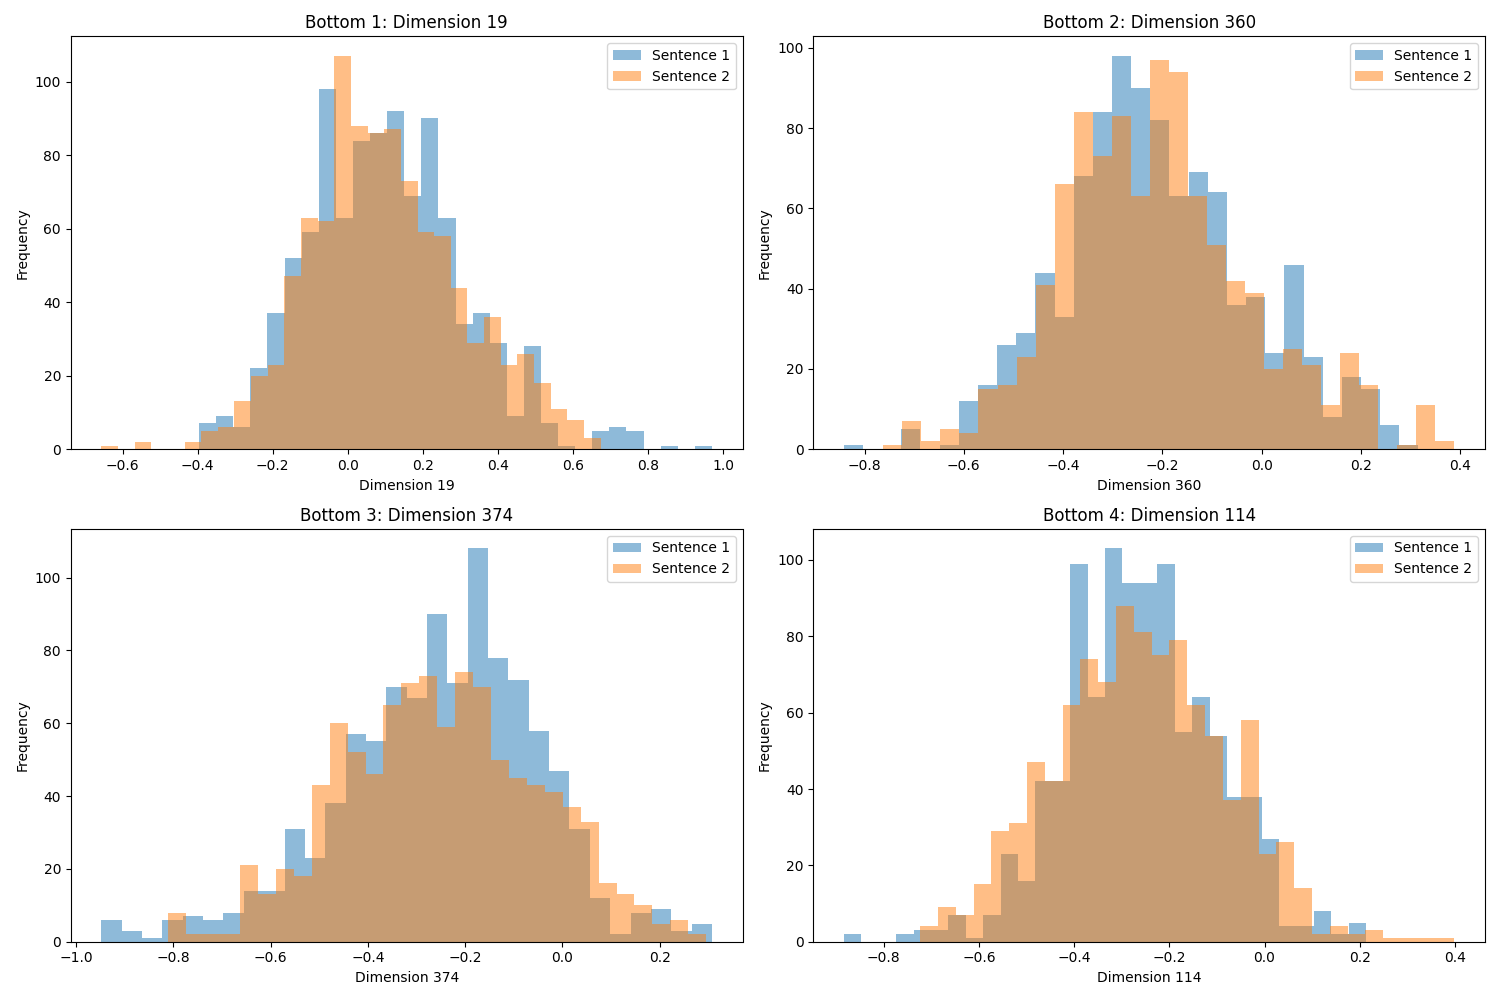 Bottom 1: Dimension 19
Sentence 1
Sentence 2
Frequency
100
80
60
40
20
0
−0.6 −0.4 −0.2 0.0 0.2 0.4 0.6 0.8 1.0
Dimension 19
Bottom 2: Dimension 360
Sentence 1
Sentence 2
Frequency
100
80
60
40
20
0
−0.8 −0.6 −0.4 −0.2 0.0 0.2 0.4
Dimension 360
Bottom 3: Dimension 374
Sentence 1
Sentence 2
Frequency
100
80
60
40
20
0
−1.0 −0.8 −0.6 −0.4 −0.2 0.0 0.2
Dimension 374
Bottom 4: Dimension 114
Sentence 1
Sentence 2
Frequency
100
80
60
40
20
0
−0.8 −0.6 −0.4 −0.2 0.0 0.2 0.4
Dimension 114